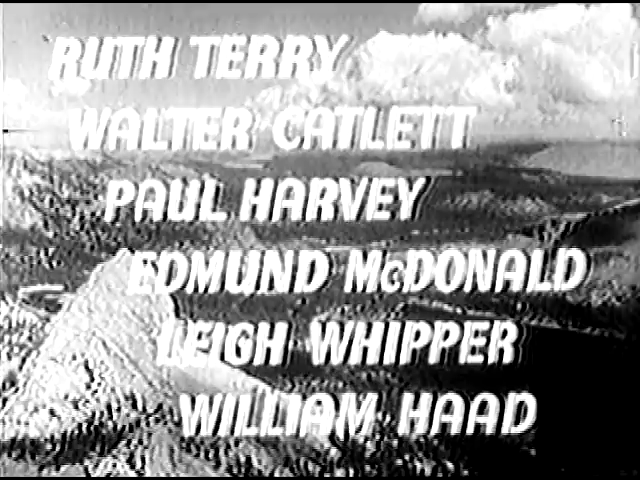 RUTH TERRY
WALTER CATLETT
PAUL HARVEY
EDMUND McDONALD
LEIGH WHIPPER
WILLIAM HAAD